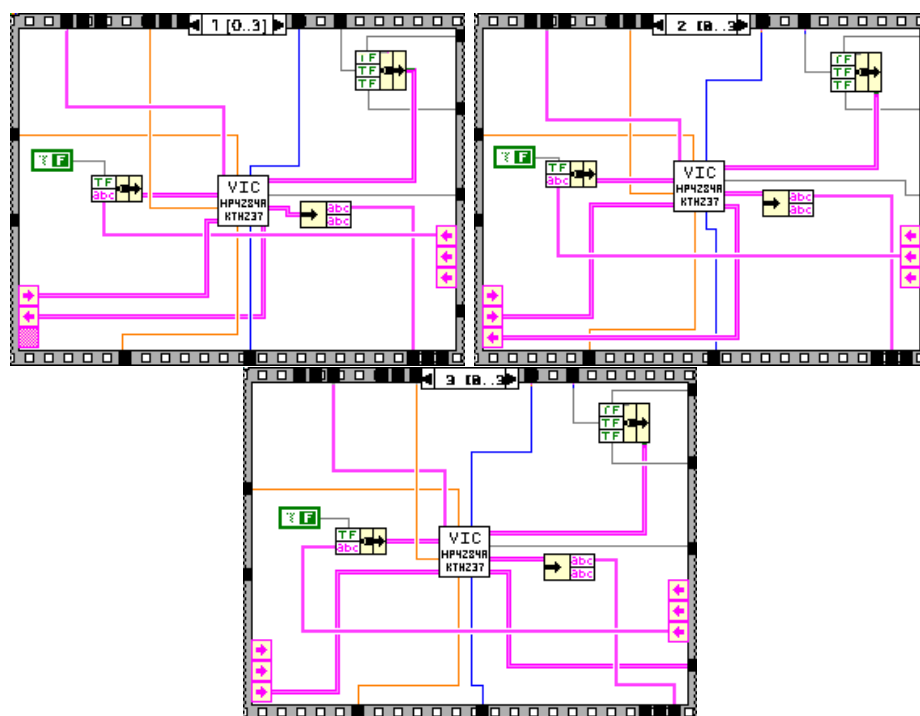 1 [0..3]
TF
TF
TF
F
TF
abc
VIC
HP4284A
KTH237
abc
abc
2 [0..3
TF
TF
TF
F
TF
abc
VIC
HP4284A
KTH237
abc
abc
3 [0..3
TF
TF
TF
F
TF
abc
VIC
HP4284A
KTH237
abc
abc